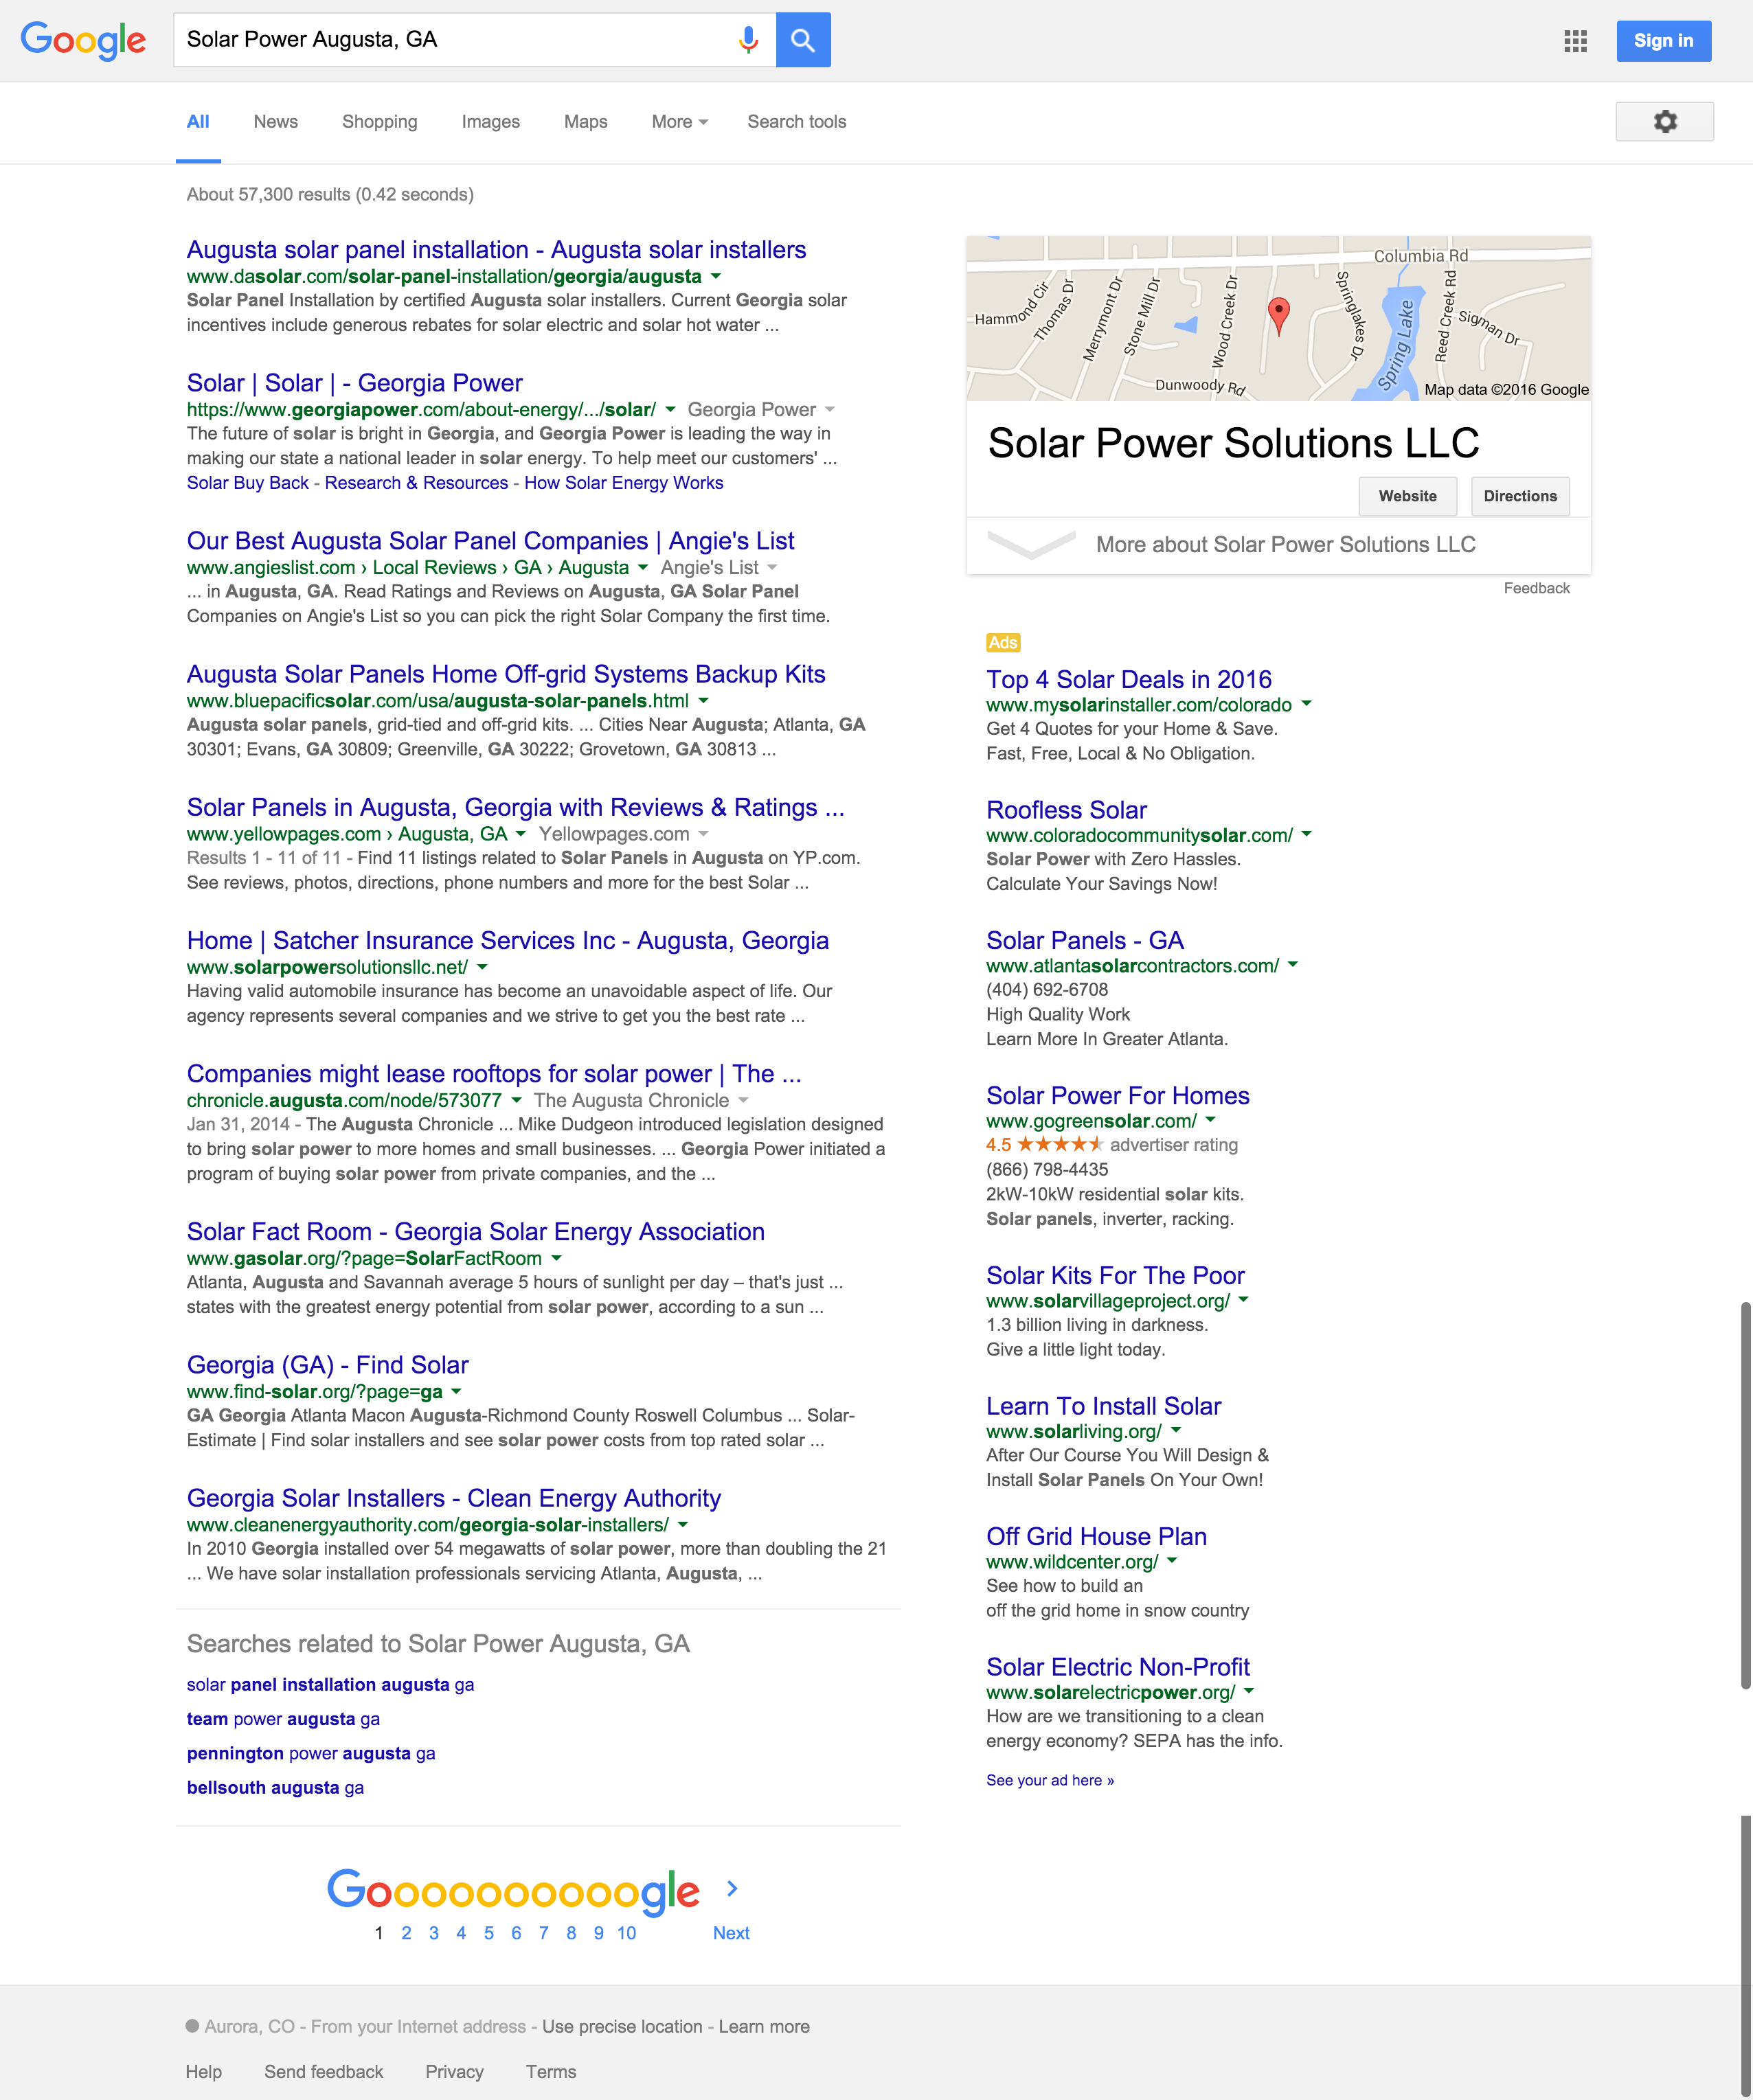 Google
Solar Power Augusta, GA
Sign in
All News Shopping Images Maps More Search tools
About 57,300 results (0.42 seconds)
Augusta solar panel installation - Augusta solar installers
www.dasolar.com/solar-panel-installation/georgia/augusta
Solar Panel Installation by certified Augusta solar installers. Current Georgia solar
incentives include generous rebates for solar electric and solar hot water ...
Solar | Solar | - Georgia Power
https://www.georgiapower.com/about-energy/.../solar/ Georgia Power
The future of solar is bright in Georgia, and Georgia Power is leading the way in
making our state a national leader in solar energy. To help meet our customers' ...
Solar Buy Back - Research & Resources - How Solar Energy Works
Our Best Augusta Solar Panel Companies | Angie's List
www.angieslist.com › Local Reviews › GA › Augusta Angie's List
... in Augusta, GA. Read Ratings and Reviews on Augusta, GA Solar Panel
Companies on Angie's List so you can pick the right Solar Company the first time.
Augusta Solar Panels Home Off-grid Systems Backup Kits
www.bluepacificsolar.com/usa/augusta-solar-panels.html
Augusta solar panels, grid-tied and off-grid kits. ... Cities Near Augusta; Atlanta, GA
30301; Evans, GA 30809; Greenville, GA 30222; Grovetown, GA 30813 ...
Solar Panels in Augusta, Georgia with Reviews & Ratings ...
www.yellowpages.com › Augusta, GA Yellowpages.com
Results 1 - 11 of 11 - Find 11 listings related to Solar Panels in Augusta on YP.com.
See reviews, photos, directions, phone numbers and more for the best Solar ...
Home | Satcher Insurance Services Inc - Augusta, Georgia
www.solarpowersolutionsllc.net/
Having valid automobile insurance has become an unavoidable aspect of life. Our
agency represents several companies and we strive to get you the best rate ...
Companies might lease rooftops for solar power | The ...
chronicle.augusta.com/node/573077 The Augusta Chronicle
Jan 31, 2014 - The Augusta Chronicle ... Mike Dudgeon introduced legislation designed
to bring solar power to more homes and small businesses. ... Georgia Power initiated a
program of buying solar power from private companies, and the ...
Solar Fact Room - Georgia Solar Energy Association
www.gasolar.org/?page=SolarFactRoom
Atlanta, Augusta and Savannah average 5 hours of sunlight per day – that's just ...
states with the greatest energy potential from solar power, according to a sun ...
Georgia (GA) - Find Solar
www.find-solar.org/?page=ga
GA Georgia Atlanta Macon Augusta-Richmond County Roswell Columbus ... Solar-
Estimate | Find solar installers and see solar power costs from top rated solar ...
Georgia Solar Installers - Clean Energy Authority
www.cleanenergyauthority.com/georgia-solar-installers/
In 2010 Georgia installed over 54 megawatts of solar power, more than doubling the 21
... We have solar installation professionals servicing Atlanta, Augusta, ...
Searches related to Solar Power Augusta, GA
solar panel installation augusta ga
team power augusta ga
pennington power augusta ga
bellsouth augusta ga
Columbia Rd
Hammond Cir
Thomas Dr
Merrymont Dr
Stone Mill Dr
Wood Creek Dr
Springlakes Dr
Spring Lake
Reed Creek Rd
Sigman Dr
Dunwoody Rd
Map data ©2016 Google
Solar Power Solutions LLC
Website Directions
More about Solar Power Solutions LLC
Feedback
Ads
Top 4 Solar Deals in 2016
www.mysolarinstaller.com/colorado
Get 4 Quotes for your Home & Save.
Fast, Free, Local & No Obligation.
Roofless Solar
www.coloradocommunitysolar.com/
Solar Power with Zero Hassles.
Calculate Your Savings Now!
Solar Panels - GA
www.atlantasolarcontractors.com/
(404) 692-6708
High Quality Work
Learn More In Greater Atlanta.
Solar Power For Homes
www.gogreensolar.com/
4.5 ★★★★★ advertiser rating
(866) 798-4435
2kW-10kW residential solar kits.
Solar panels, inverter, racking.
Solar Kits For The Poor
www.solarvillageproject.org/
1.3 billion living in darkness.
Give a little light today.
Learn To Install Solar
www.solarliving.org/
After Our Course You Will Design &
Install Solar Panels On Your Own!
Off Grid House Plan
www.wildcenter.org/
See how to build an
off the grid home in snow country
Solar Electric Non-Profit
www.solarelectricpower.org/
How are we transitioning to a clean
energy economy? SEPA has the info.
See your ad here »
Goooooooooogle >
1 2 3 4 5 6 7 8 9 10 Next
Aurora, CO - From your Internet address - Use precise location - Learn more
Help Send feedback Privacy Terms